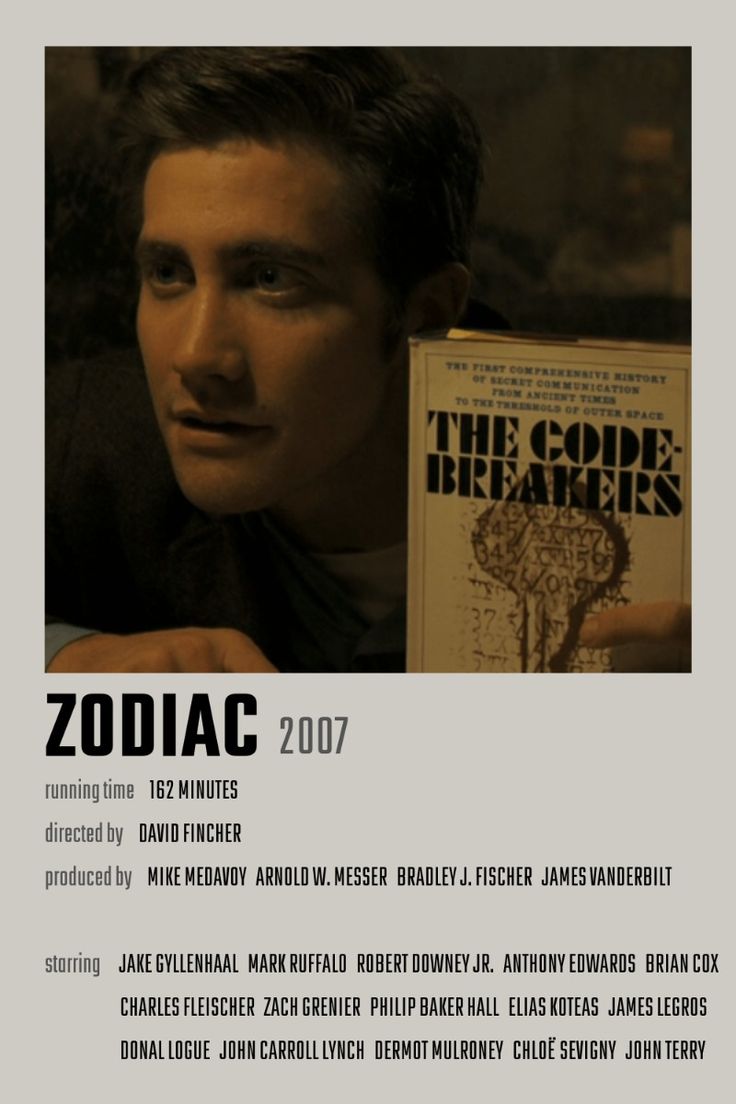 THE FIRST COMPREHENSIVE HISTORY
OF SECRET COMMUNICATION
FROM ANCIENT TIMES
TO THE THRESHOLD OF OUTER SPACE
THE CODE-
BREAKERS
ZODIAC 2007
running time 162 MINUTES
directed by DAVID FINCHER
produced by MIKE MEDAVOY ARNOLD W. MESSER BRADLEY J. FISCHER JAMES VANDERBILT
starring JAKE GYLLENHAAL MARK RUFFALO ROBERT DOWNEY JR. ANTHONY EDWARDS BRIAN COX
CHARLES FLEISCHER ZACH GRENIER PHILIP BAKER HALL ELIAS KOTEAS JAMES LEGROS
DONAL LOGUE JOHN CARROLL LYNCH DERMOT MULRONEY CHLOË SEVIGNY JOHN TERRY